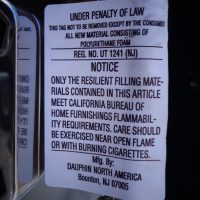 UNDER PENALTY OF LAW
THIS TAG NOT TO BE REMOVED EXCEPT BY THE CONSUMER
ALL NEW MATERIAL CONSISTING OF
POLYURETHANE FOAM
REG. NO. UT 1241 (NJ)
NOTICE
ONLY THE RESILIENT FILLING MATE-
RIALS CONTAINED IN THIS ARTICLE
MEET CALIFORNIA BUREAU OF
HOME FURNISHINGS FLAMMABIL-
ITY REQUIREMENTS. CARE SHOULD
BE EXERCISED NEAR OPEN FLAME
OR WITH BURNING CIGARETTES.
Mfg. By:
DAUPHIN NORTH AMERICA
Boonton, NJ 07005